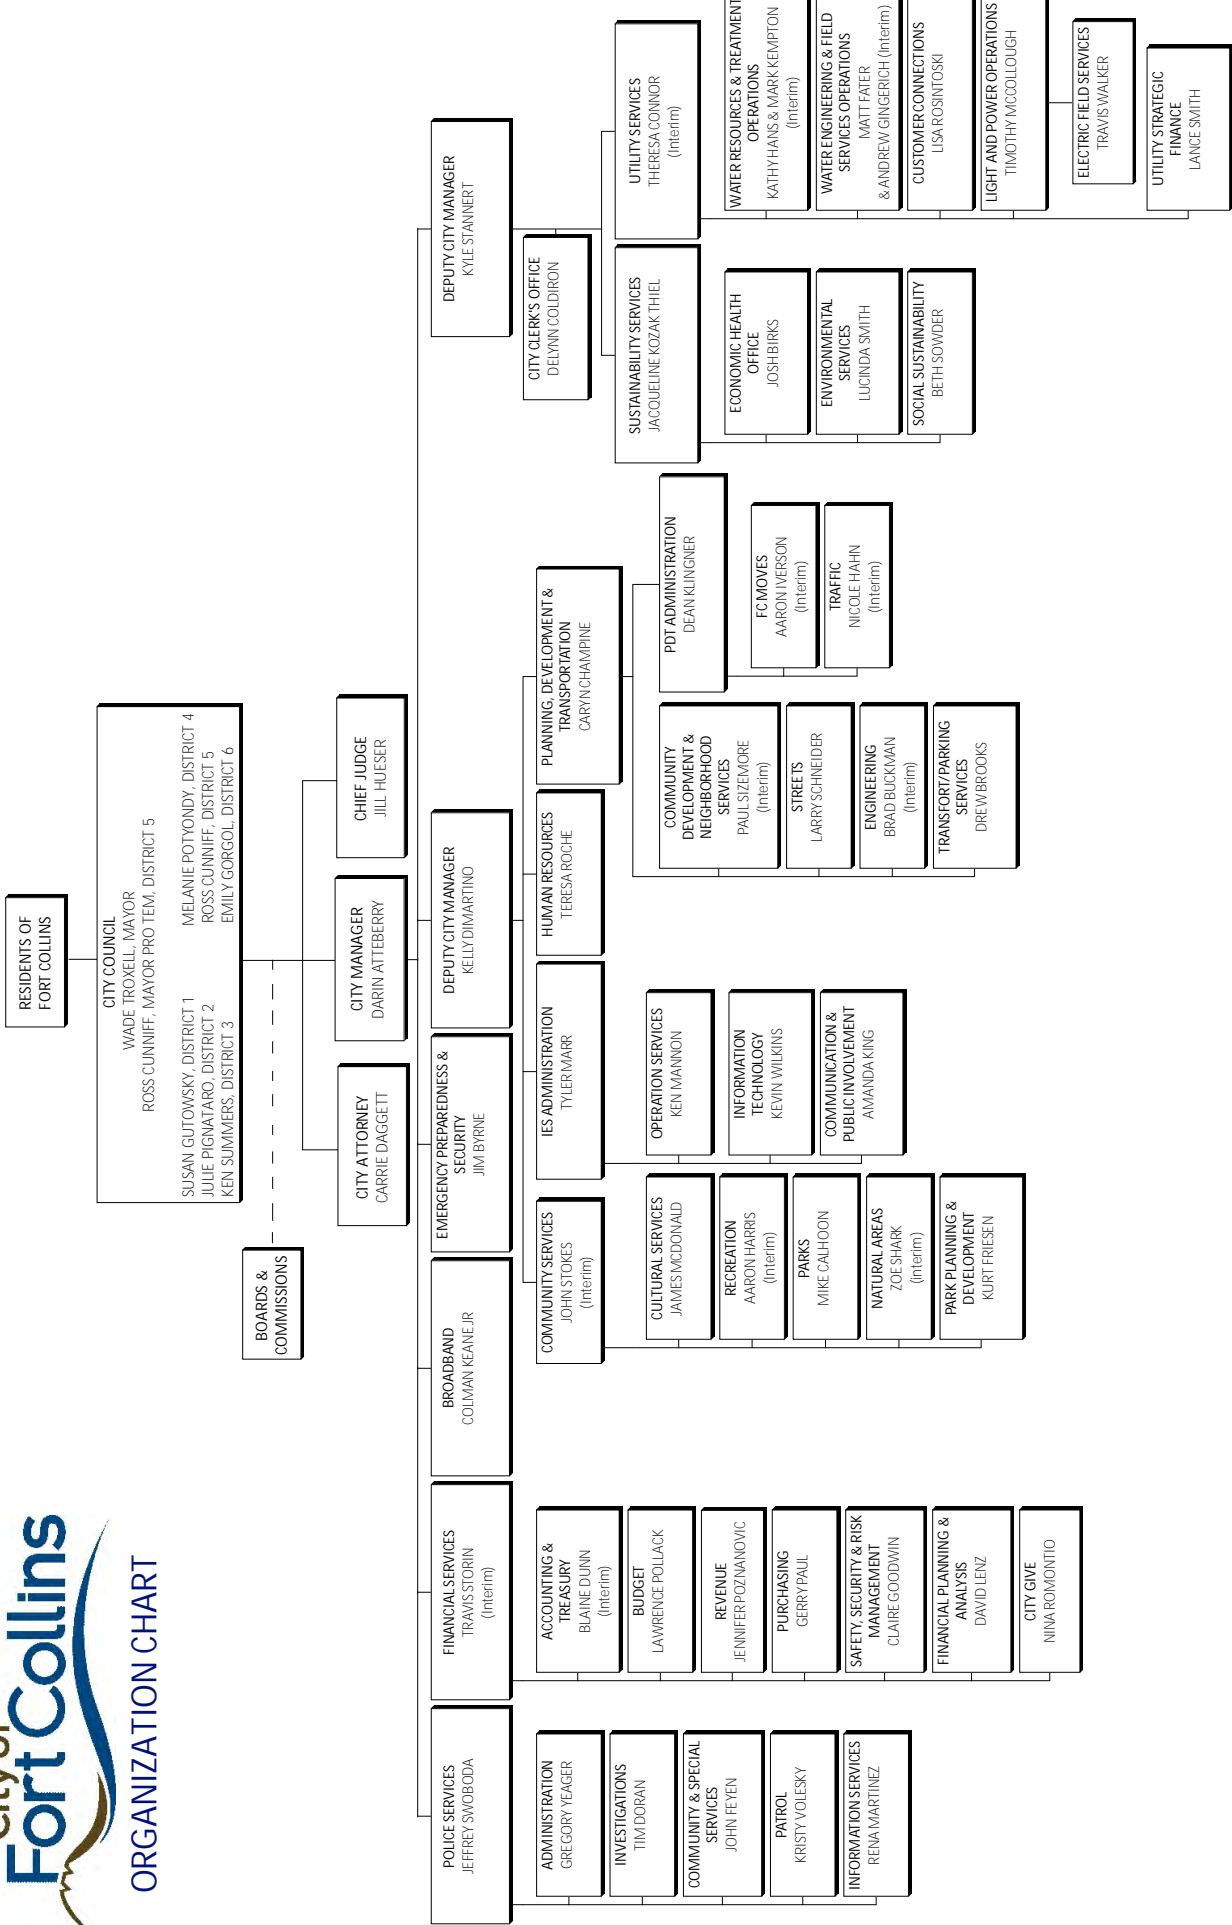 City of
Fort Collins
ORGANIZATION CHART
RESIDENTS OF
FORT COLLINS
CITY COUNCIL
WADE TROXELL, MAYOR
ROSS CUNNIFF, MAYOR PRO TEM, DISTRICT 5
SUSAN GUTOWSKY, DISTRICT 1
JULIE PIGNATARO, DISTRICT 2
KEN SUMMERS, DISTRICT 3
MELANIE POTYONDY, DISTRICT 4
ROSS CUNNIFF, DISTRICT 5
EMILY GORGOL, DISTRICT 6
BOARDS &
COMMISSIONS
CITY ATTORNEY
CARRIE DAGGETT
CITY MANAGER
DARIN ATTEBERRY
CHIEF JUDGE
JILL HUESER
POLICE SERVICES
JEFFREY SWOBODA
FINANCIAL SERVICES
TRAVIS STORIN
(Interim)
BROADBAND
COLMAN KEANE JR
EMERGENCY PREPAREDNESS &
SECURITY
JIM BYRNE
DEPUTY CITY MANAGER
KELLY DIMARTINO
DEPUTY CITY MANAGER
KYLE STANNERT
ADMINISTRATION
GREGORY YEAGER
INVESTIGATIONS
TIM DORAN
COMMUNITY & SPECIAL
SERVICES
JOHN FEYEN
PATROL
KRISTY VOLESKY
INFORMATION SERVICES
RENA MARTINEZ
ACCOUNTING &
TREASURY
BLAINE DUNN
(Interim)
BUDGET
LAWRENCE POLLACK
REVENUE
JENNIFER POZNANOVIC
PURCHASING
GERRY PAUL
SAFETY, SECURITY & RISK
MANAGEMENT
CLAIRE GOODWIN
FINANCIAL PLANNING &
ANALYSIS
DAVID LENZ
CITY GIVE
NINA ROMONTIO
COMMUNITY SERVICES
JOHN STOKES
(Interim)
CULTURAL SERVICES
JAMES MCDONALD
RECREATION
AARON HARRIS
(Interim)
PARKS
MIKE CALHOON
NATURAL AREAS
ZOE SHARK
(interim)
PARK PLANNING &
DEVELOPMENT
KURT FRIESEN
IES ADMINISTRATION
TYLER MARR
OPERATION SERVICES
KEN MANNON
INFORMATION
TECHNOLOGY
KEVIN WILKINS
COMMUNICATION &
PUBLIC INVOLVEMENT
AMANDA KING
HUMAN RESOURCES
TERESA ROCHE
PLANNING, DEVELOPMENT &
TRANSPORTATION
CARYN CHAMPINE
COMMUNITY
DEVELOPMENT &
NEIGHBORHOOD
SERVICES
PAUL SIZEMORE
(Interim)
STREETS
LARRY SCHNEIDER
ENGINEERING
BRAD BUCKMAN
(Interim)
TRANSFORT/PARKING
SERVICES
DREW BROOKS
PDT ADMINISTRATION
DEAN KLINGNER
FC MOVES
AARON IVERSON
(Interim)
TRAFFIC
NICOLE HAHN
(Interim)
CITY CLERK'S OFFICE
DELYNN COLDIRON
SUSTAINABILITY SERVICES
JACQUELINE KOZAK THIEL
ECONOMIC HEALTH
OFFICE
JOSH BIRKS
ENVIRONMENTAL
SERVICES
LUCINDA SMITH
SOCIAL SUSTAINABILITY
BETH SOWDER
UTILITY SERVICES
THERESA CONNOR
(Interim)
WATER RESOURCES & TREATMENT
OPERATIONS
KATHY HANS & MARK KEMPTON
(Interim)
WATER ENGINEERING & FIELD
SERVICES OPERATIONS
MATT FATER
& ANDREW GINGERICH (Interim)
CUSTOMER CONNECTIONS
LISA ROSINTOSKI
LIGHT AND POWER OPERATIONS
TIMOTHY MCCOLLOUGH
ELECTRIC FIELD SERVICES
TRAVIS WALKER
UTILITY STRATEGIC
FINANCE
LANCE SMITH